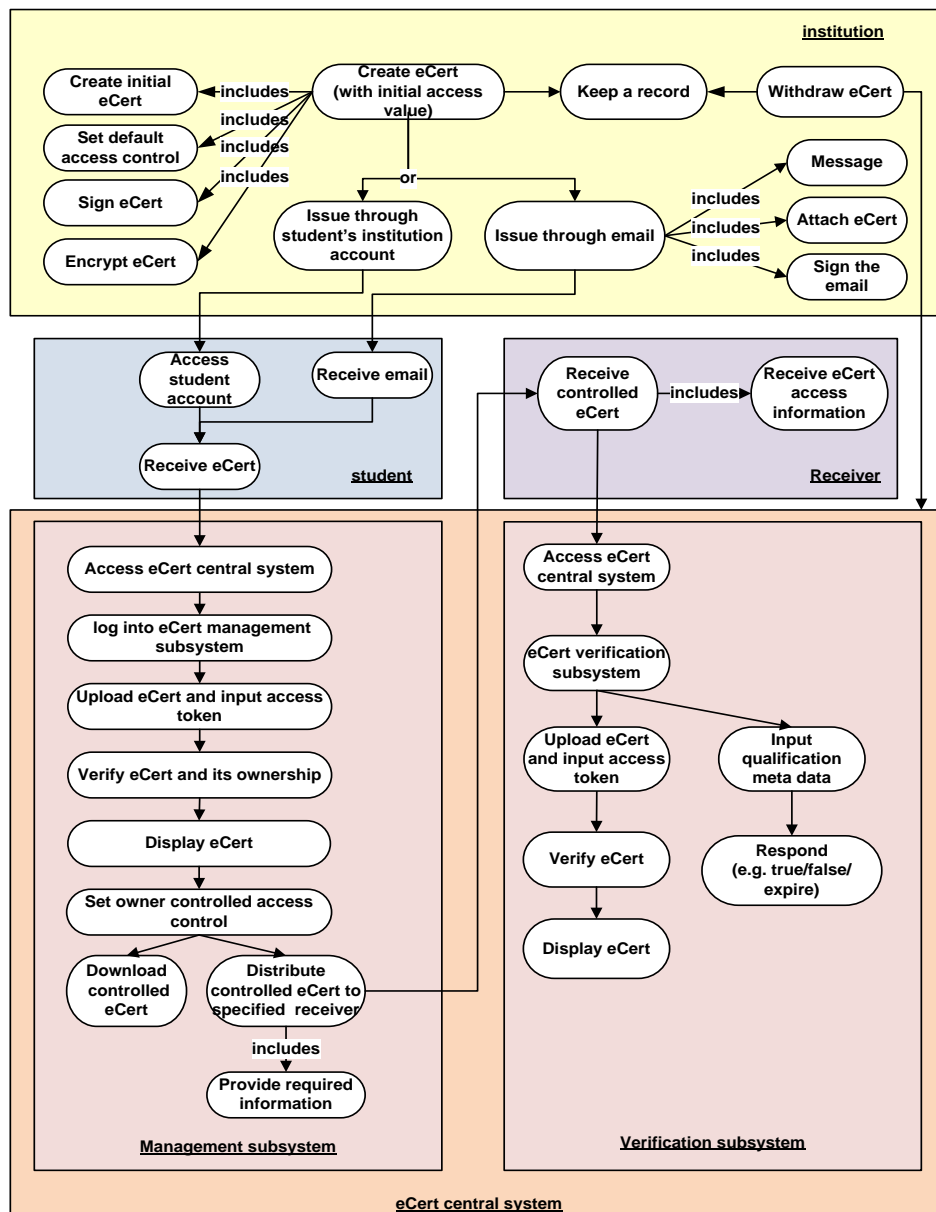 institution
Create initial
eCert
includes
Create eCert
(with initial access
value)
Keep a record
Withdraw eCert
includes
Set default
access control
includes
Sign eCert
includes
Encrypt eCert
or
Issue through
student's institution
account
Issue through email
includes
Message
includes
Attach eCert
includes
Sign the
email
Access
student
account
Receive email
Receive eCert
student
Receive
controlled
eCert
includes
Receive eCert
access
information
Receiver
Access eCert central system
log into eCert management
subsystem
Upload eCert and input access
token
Verify eCert and its ownership
Display eCert
Set owner controlled access
control
Download
controlled
eCert
Distribute
controlled eCert to
specified receiver
includes
Provide required
information
Management subsystem
Access eCert
central system
eCert verification
subsystem
Upload eCert
and input access
token
Input
qualification
meta data
Verify eCert
Respond
(e.g. true/false/
expire)
Display eCert
Verification subsystem
eCert central system